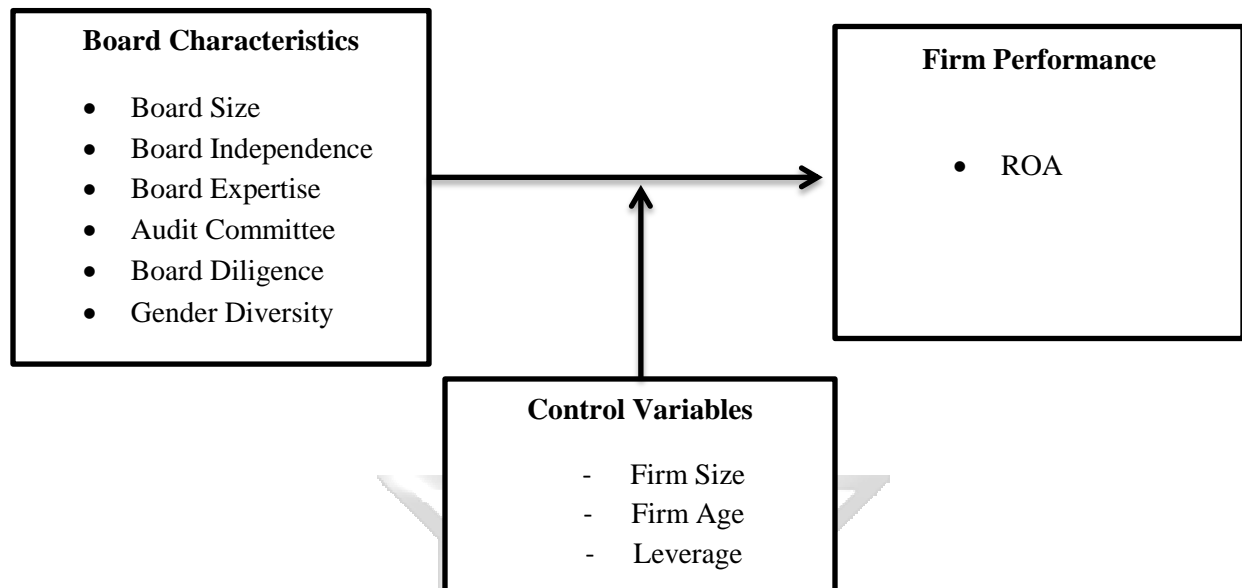 Board Characteristics
• Board Size
• Board Independence
• Board Expertise
• Audit Committee
• Board Diligence
• Gender Diversity
Firm Performance
• ROA
Control Variables
- Firm Size
- Firm Age
- Leverage